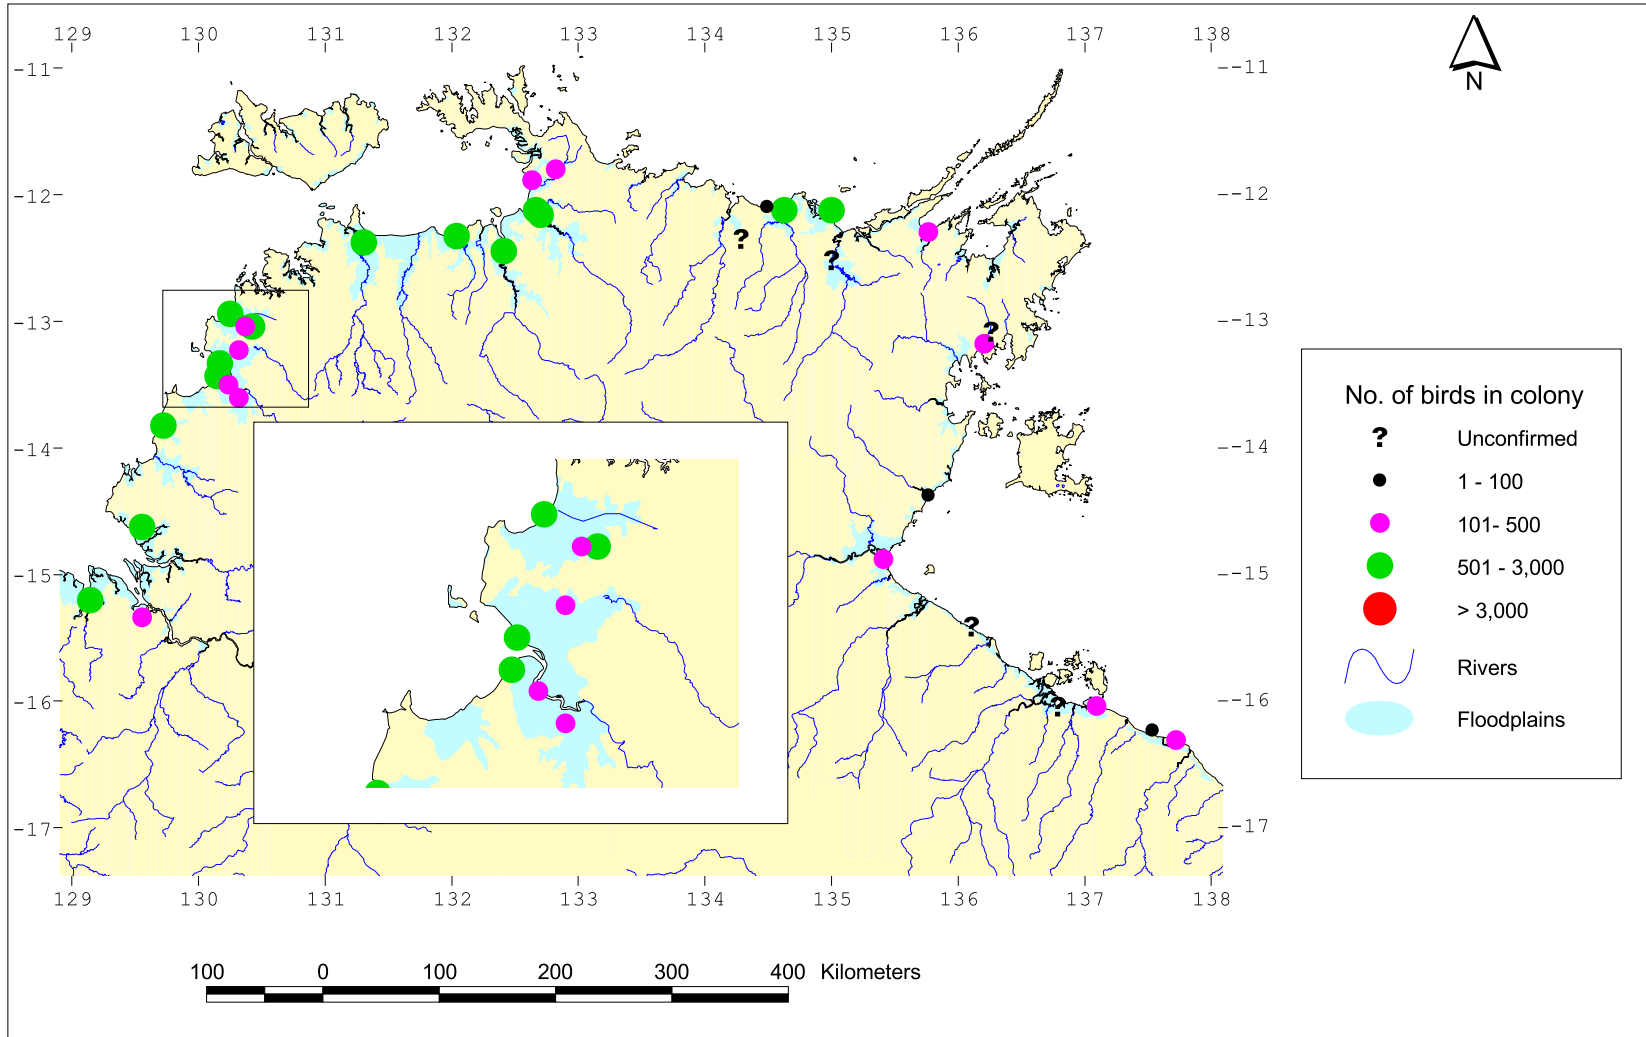 129 130 131 132 133 134 135 136 137 138
N
-11 -11
-12 -12
-13 -13
-14 -14
-15 -15
-16 -16
-17 -17
? ? ? ? ?
129 130 131 132 133 134 135 136 137 138
No. of birds in colony
? Unconfirmed
1 - 100
101- 500
501 - 3,000
> 3,000
Rivers
Floodplains
100 0 100 200 300 400 Kilometers